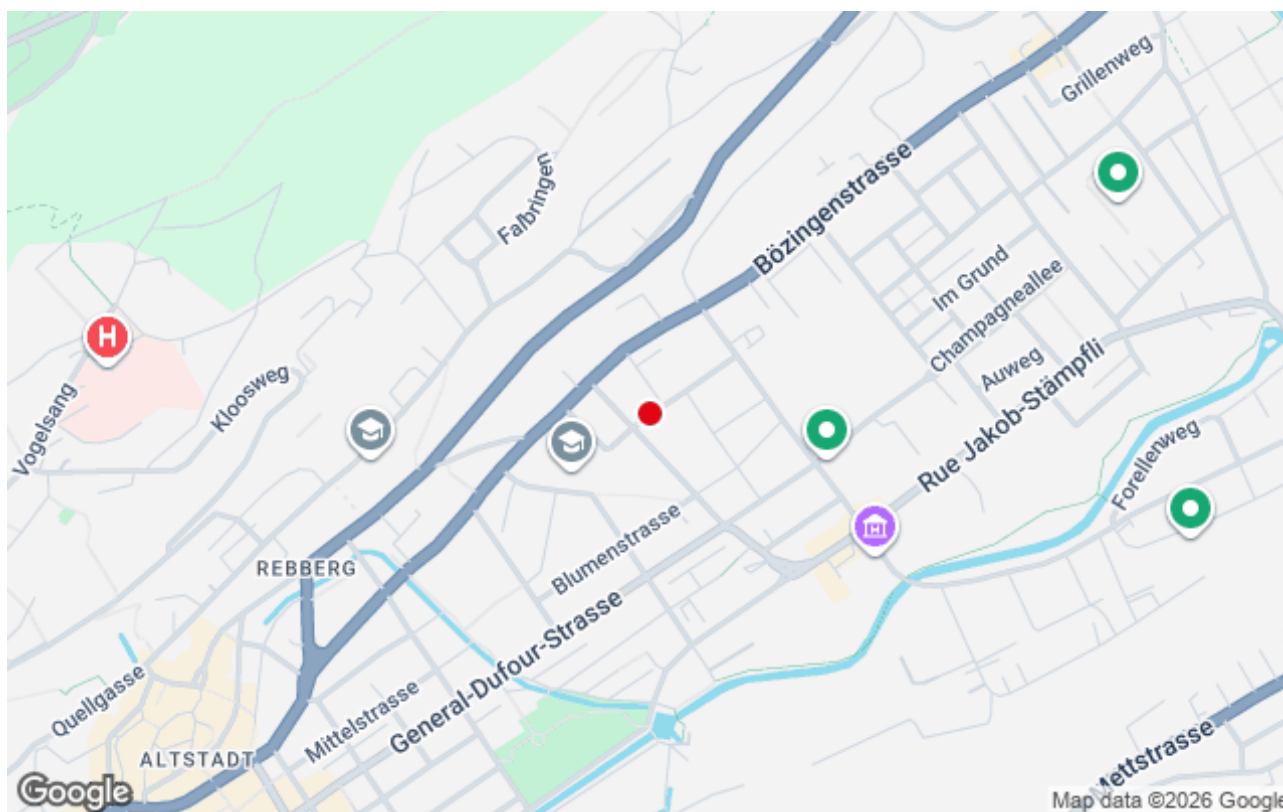 Grillenweg
Bözingenstrasse
Falbringen
Im Grund
Champagneallee
Auweg
Rue Jakob-Stämpfli
H
Kloosweg
Vogelsang
Forellenweg
H
Blumenstrasse
REBBERG
General-Dufour-Strasse
Quellgasse
Mittelstrasse
Mettstrasse
ALTSTADT
Google
Map data ©2026 Google